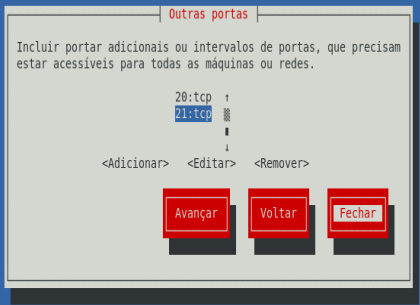 Outras portas
Incluir portar adicionais ou intervalos de portas, que precisam
estar acessíveis para todas as máquinas ou redes.
20:tcp ↑
21:tcp
↓
<Adicionar> <Editar> <Remover>
Avançar Voltar Fechar